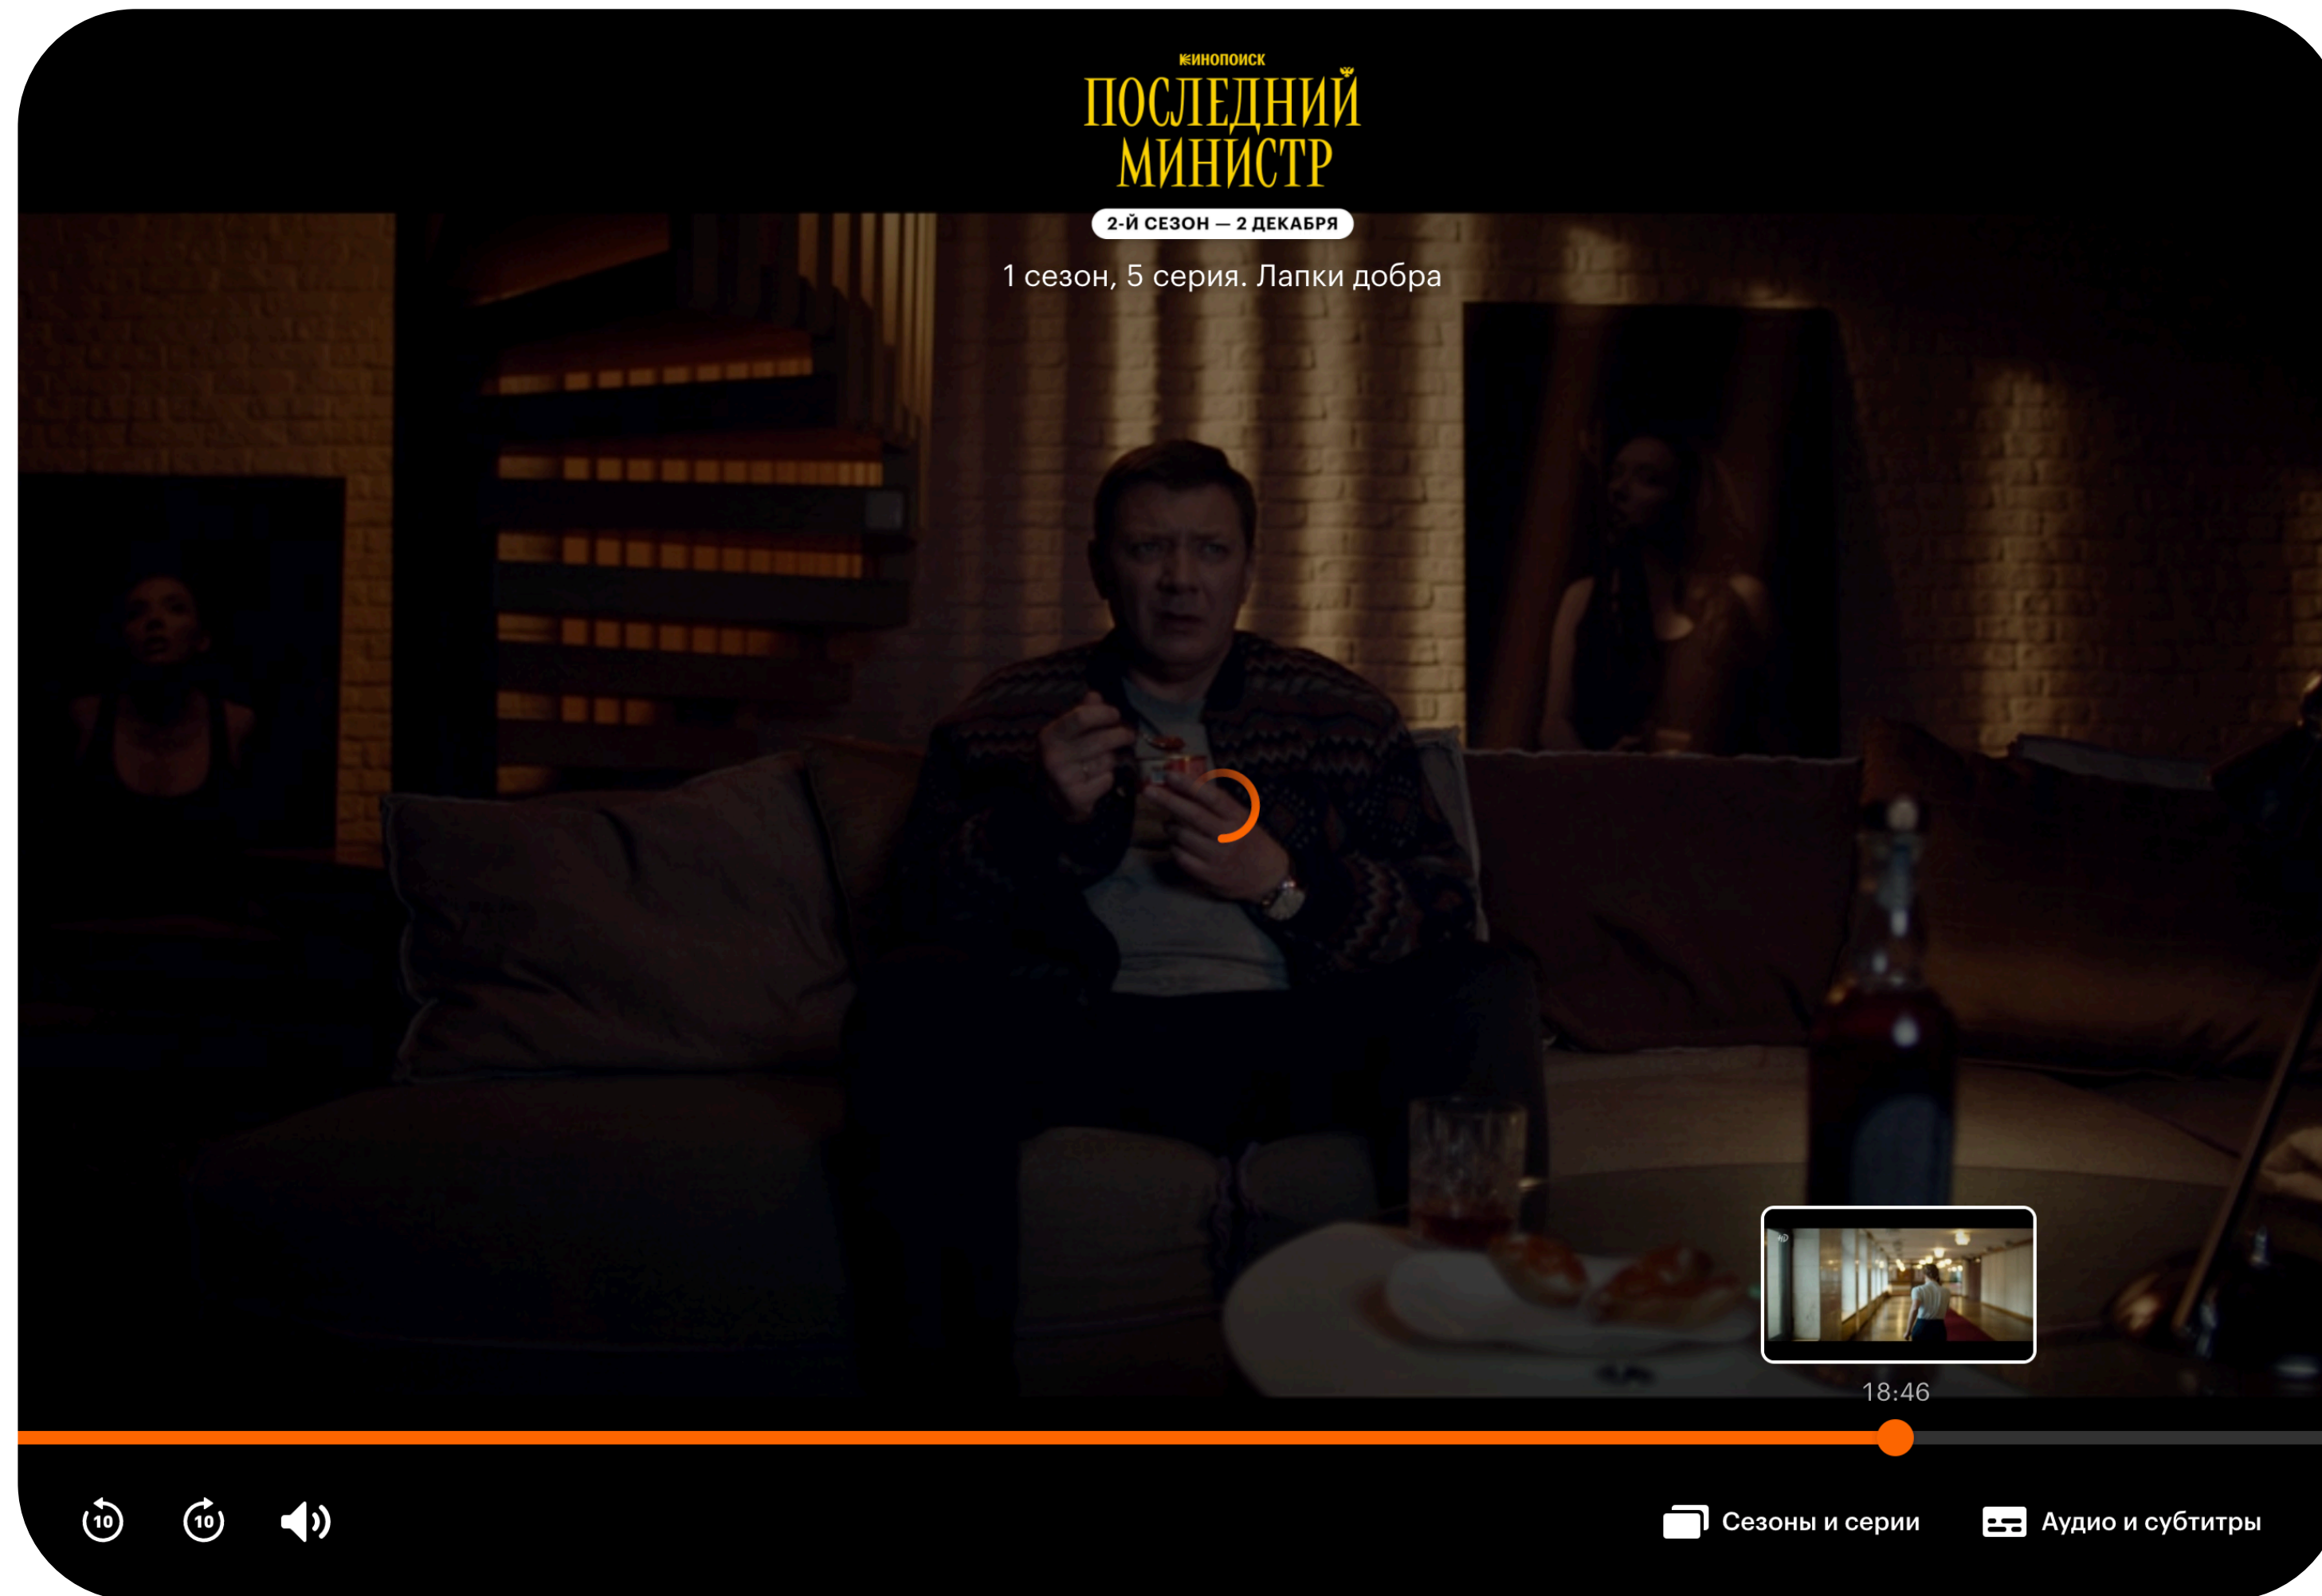 КИНОПОИСК
ПОСЛЕДНИЙ
МИНИСТР
2-Й СЕЗОН — 2 ДЕКАБРЯ
1 сезон, 5 серия. Лапки добра
HD
18:46
10
10
Сезоны и серии
Аудио и субтитры